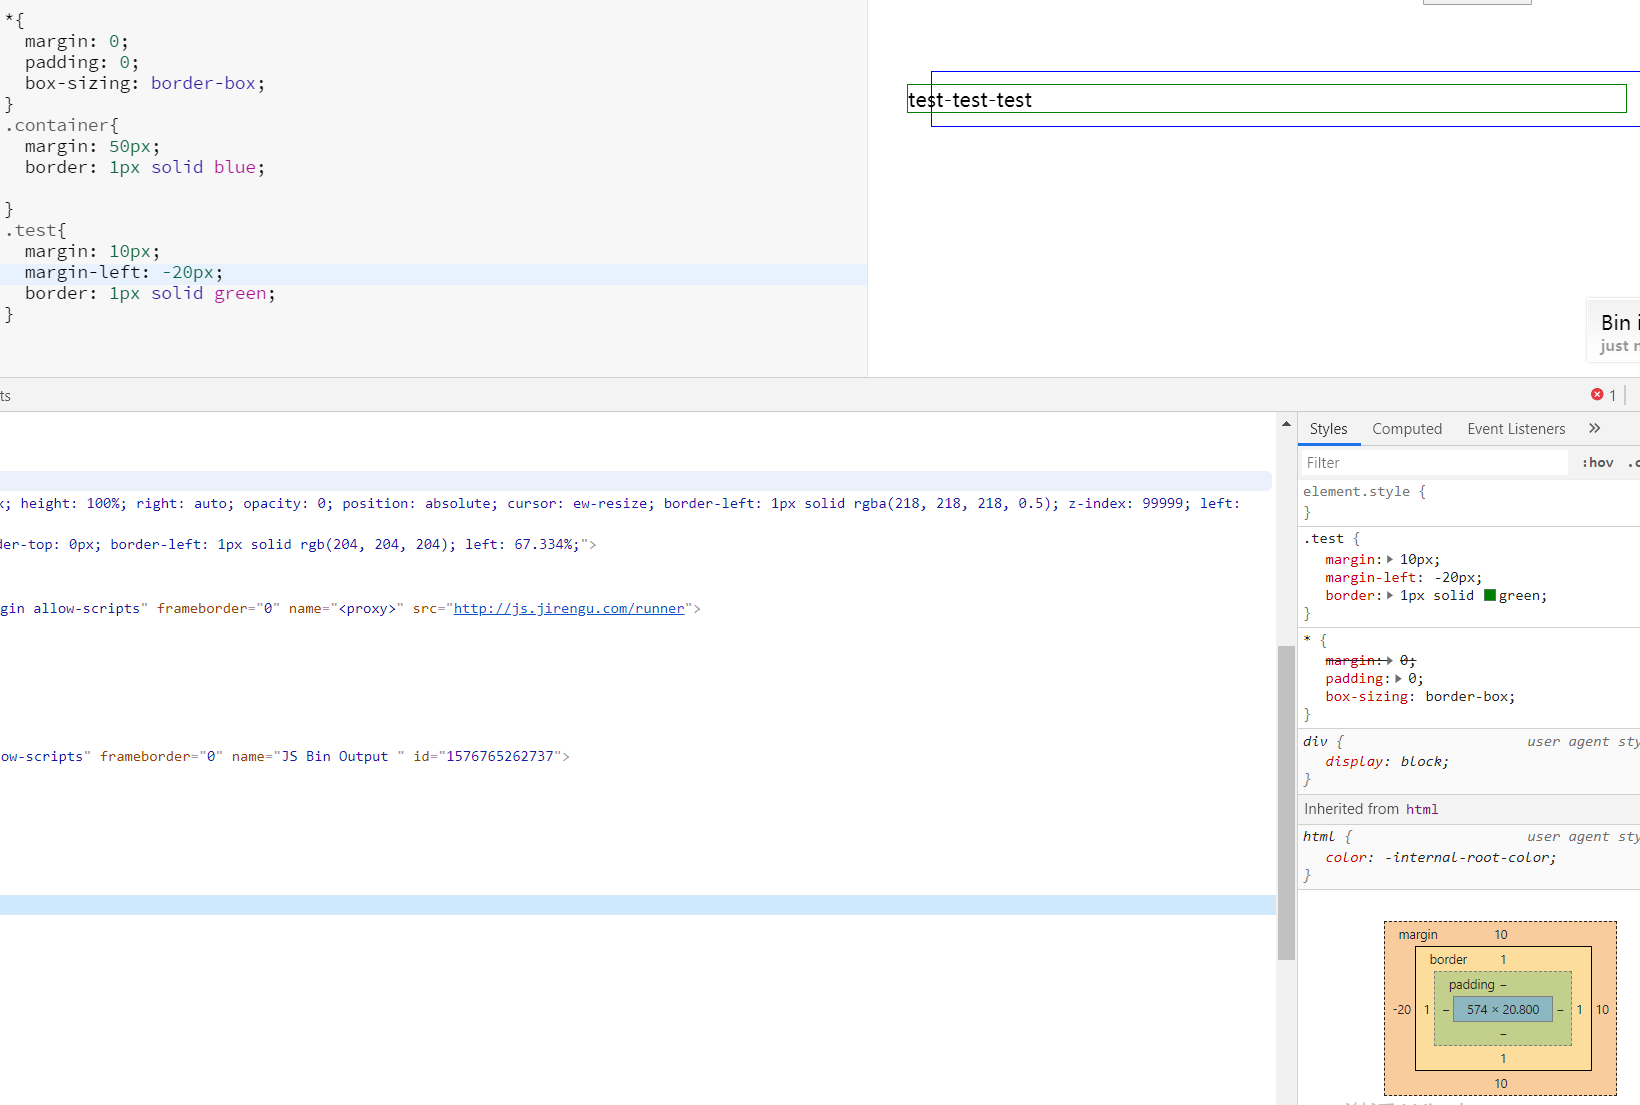 *{
margin: 0;
padding: 0;
box-sizing: border-box;
}
.container{
margin: 50px;
border: 1px solid blue;
}
.test{
margin: 10px;
margin-left: -20px;
border: 1px solid green;
}
test-test-test
Bin i
just
ts
1
; height: 100%; right: auto; opacity: 0; position: absolute; cursor: ew-resize; border-left: 1px solid rgba(218, 218, 218, 0.5); z-index: 99999; left:
der-top: 0px; border-left: 1px solid rgb(204, 204, 204); left: 67.334%;">
gin allow-scripts" frameborder="0" name="<proxy>" src="http://js.jirengu.com/runner">
ow-scripts" frameborder="0" name="JS Bin Output " id="1576765262737">
Styles Computed Event Listeners »
Filter :hov .c
element.style {
}
.test {
margin: 10px;
margin-left: -20px;
border: 1px solid green;
}
* {
margin: 0;
padding: 0;
box-sizing: border-box;
}
div { user agent sty
display: block;
}
Inherited from html
html { user agent sty
color: -internal-root-color;
}
margin 10
border 1
padding –
-20 1 – 574 × 20.800 – 1 10
–
1
10